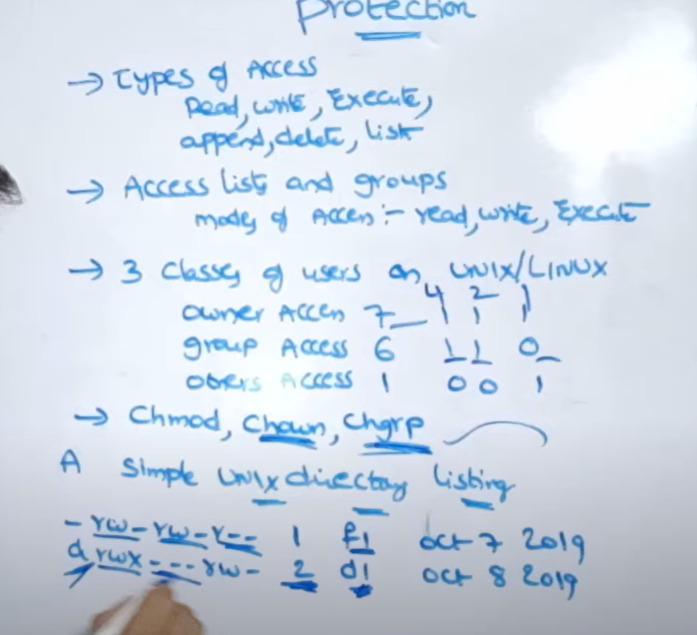 Protection
→ Types of Access
Read, write, Execute,
append, delete, list
→ Access lists and groups
modes of Access :- read, write, Execute
→ 3 classes of users on UNIX/LINUX
4 2 1
owner Access 7 1 1 1
group Access 6 1 1 0
others Access 1 0 0 1
→ Chmod, Chown, Chgrp
A simple UNIX directory listing
- rw- rw- r-- 1 f1 oct 7 2019
d rwx --- rw- 2 d1 oct 8 2019